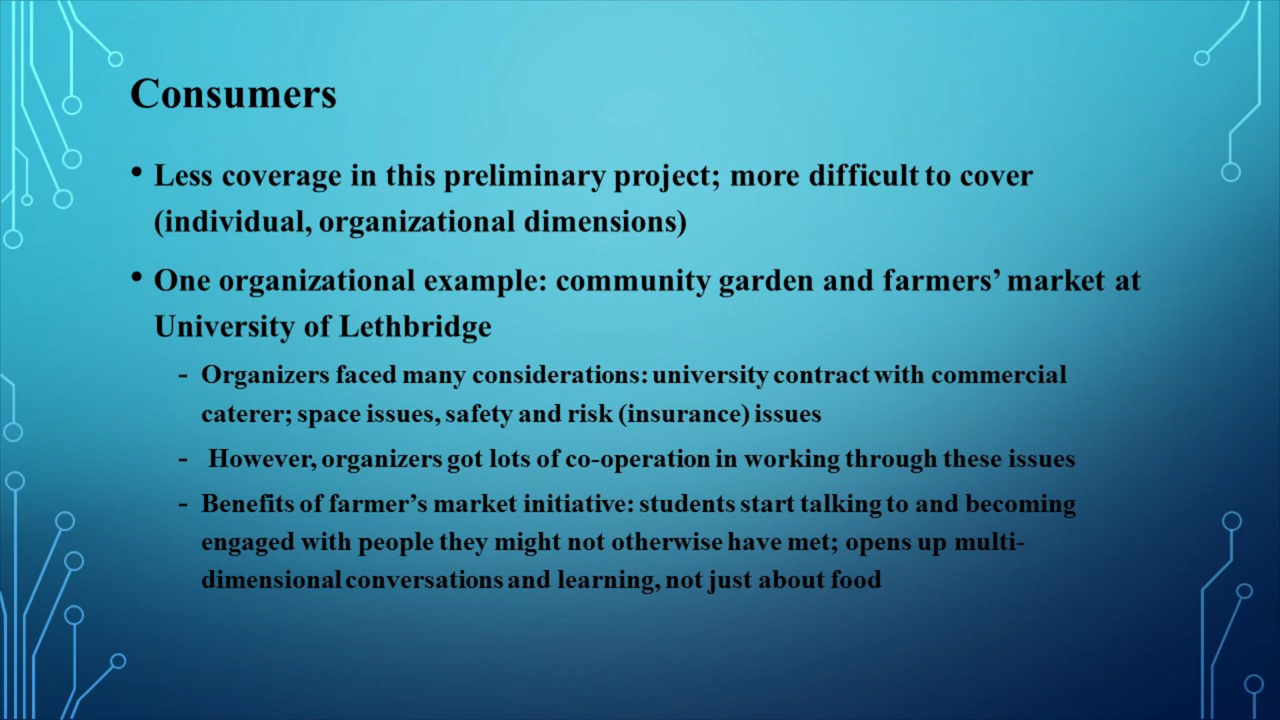 Consumers
• Less coverage in this preliminary project; more difficult to cover
(individual, organizational dimensions)
• One organizational example: community garden and farmers’ market at
University of Lethbridge
- Organizers faced many considerations: university contract with commercial
caterer; space issues, safety and risk (insurance) issues
- However, organizers got lots of co-operation in working through these issues
- Benefits of farmer’s market initiative: students start talking to and becoming
engaged with people they might not otherwise have met; opens up multi-
dimensional conversations and learning, not just about food